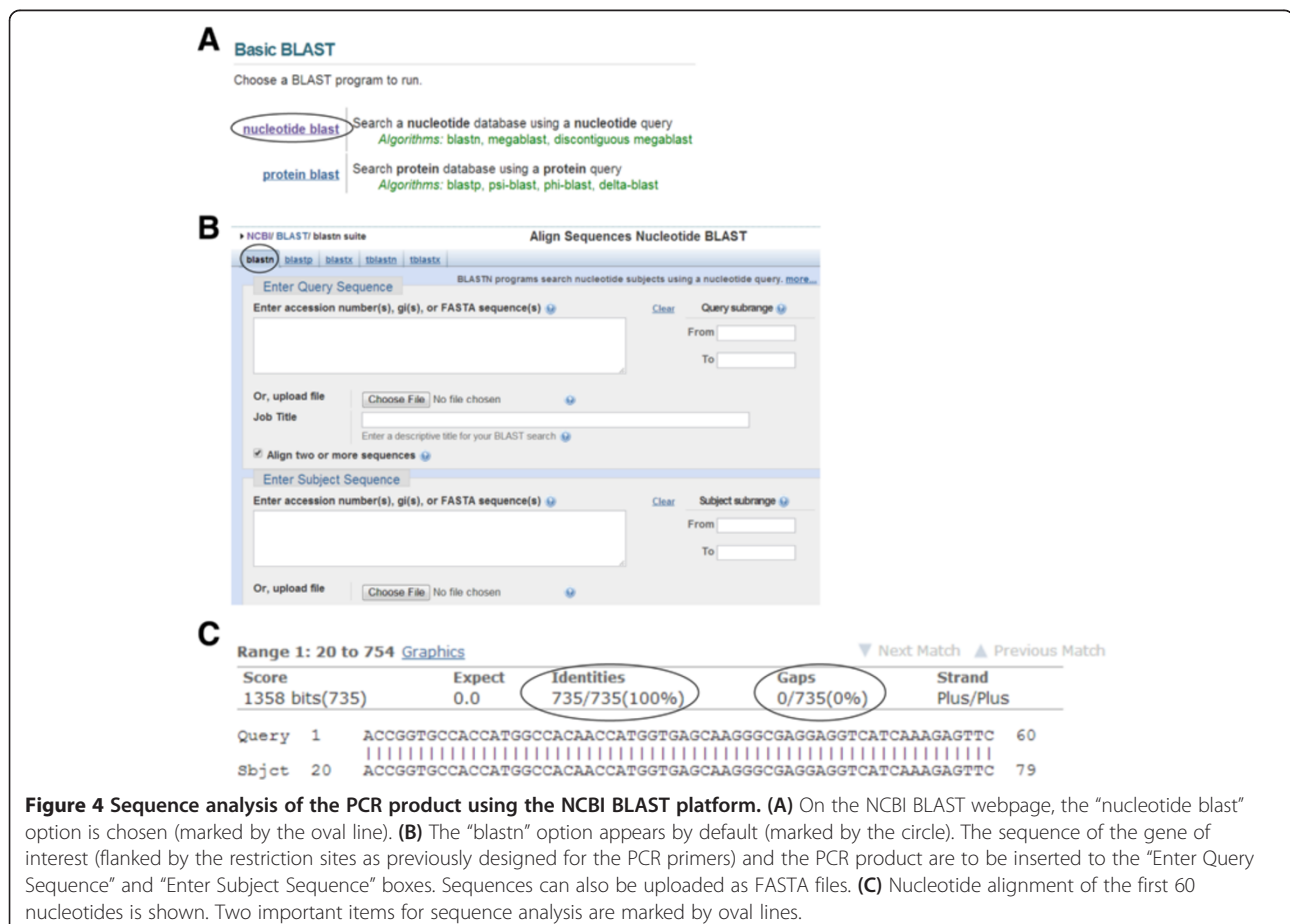 A
Basic BLAST
Choose a BLAST program to run.
nucleotide blast
Search a nucleotide database using a nucleotide query
Algorithms: blastn, megablast, discontiguous megablast
protein blast
Search protein database using a protein query
Algorithms: blastp, psi-blast, phi-blast, delta-blast
B
NCBI/ BLAST/ blastn suite
Align Sequences Nucleotide BLAST
blastn blastp blastx tblastn tblastx
BLASTN programs search nucleotide subjects using a nucleotide query. more...
Enter Query Sequence
Enter accession number(s), gi(s), or FASTA sequence(s)
Clear
Query subrange
From
To
Or, upload file
Choose File No file chosen
Job Title
Enter a descriptive title for your BLAST search
Align two or more sequences
Enter Subject Sequence
Enter accession number(s), gi(s), or FASTA sequence(s)
Clear
Subject subrange
From
To
Or, upload file
Choose File No file chosen
C
Range 1: 20 to 754 Graphics
Next Match Previous Match
Score Expect Identities Gaps Strand
1358 bits(735) 0.0 735/735(100%) 0/735(0%) Plus/Plus
Query 1 ACCGGTGCCACCATGGCCACAACCATGGTGAGCAAGGGCGAGGAGGTCATCAAAGAGTTC 60
Sbjct 20 ACCGGTGCCACCATGGCCACAACCATGGTGAGCAAGGGCGAGGAGGTCATCAAAGAGTTC 79
Figure 4 Sequence analysis of the PCR product using the NCBI BLAST platform. (A) On the NCBI BLAST webpage, the “nucleotide blast”
option is chosen (marked by the oval line). (B) The “blastn” option appears by default (marked by the circle). The sequence of the gene of
interest (flanked by the restriction sites as previously designed for the PCR primers) and the PCR product are to be inserted to the “Enter Query
Sequence” and “Enter Subject Sequence” boxes. Sequences can also be uploaded as FASTA files. (C) Nucleotide alignment of the first 60
nucleotides is shown. Two important items for sequence analysis are marked by oval lines.